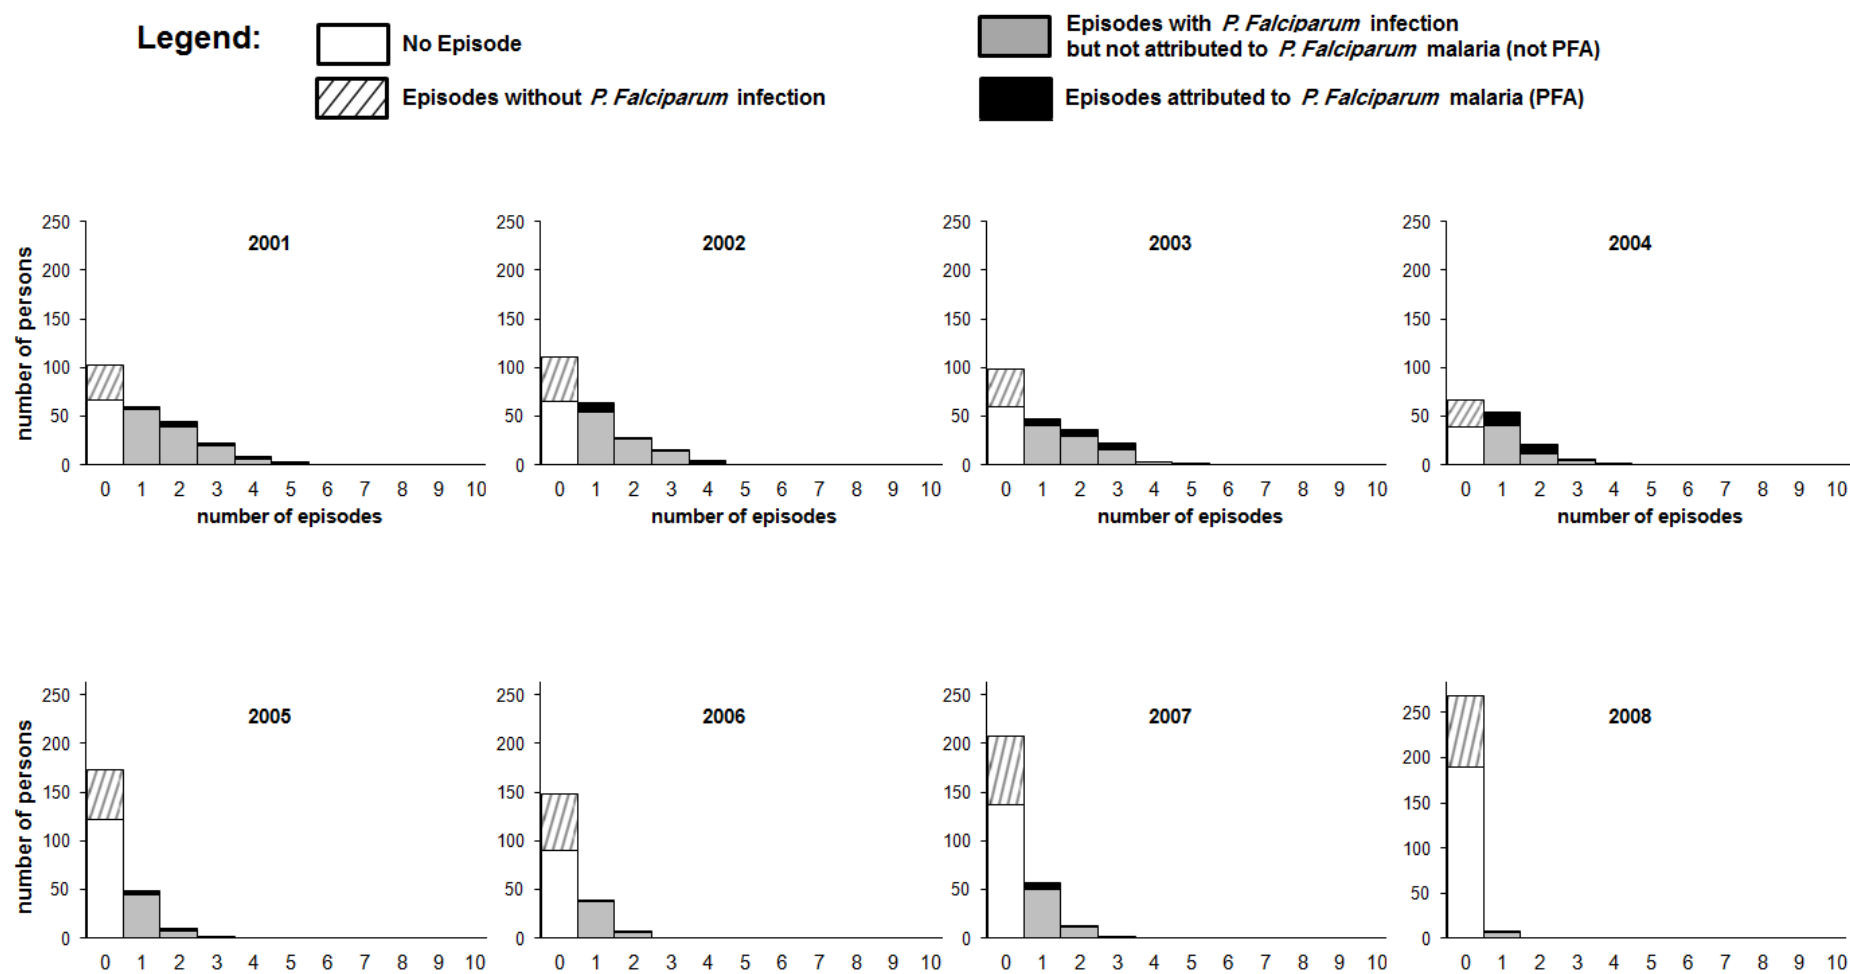 Legend:
No Episode
Episodes without P. Falciparum infection
Episodes with P. Falciparum infection
but not attributed to P. Falciparum malaria (not PFA)
Episodes attributed to P. Falciparum malaria (PFA)
number of persons
250
200
150
100
50
0
2001
0 1 2 3 4 5 6 7 8 9 10
number of episodes
250
200
150
100
50
0
2002
0 1 2 3 4 5 6 7 8 9 10
number of episodes
250
200
150
100
50
0
2003
0 1 2 3 4 5 6 7 8 9 10
number of episodes
250
200
150
100
50
0
2004
0 1 2 3 4 5 6 7 8 9 10
number of episodes
number of persons
250
200
150
100
50
0
2005
0 1 2 3 4 5 6 7 8 9 10
250
200
150
100
50
0
2006
0 1 2 3 4 5 6 7 8 9 10
250
200
150
100
50
0
2007
0 1 2 3 4 5 6 7 8 9 10
250
200
150
100
50
0
2008
0 1 2 3 4 5 6 7 8 9 10